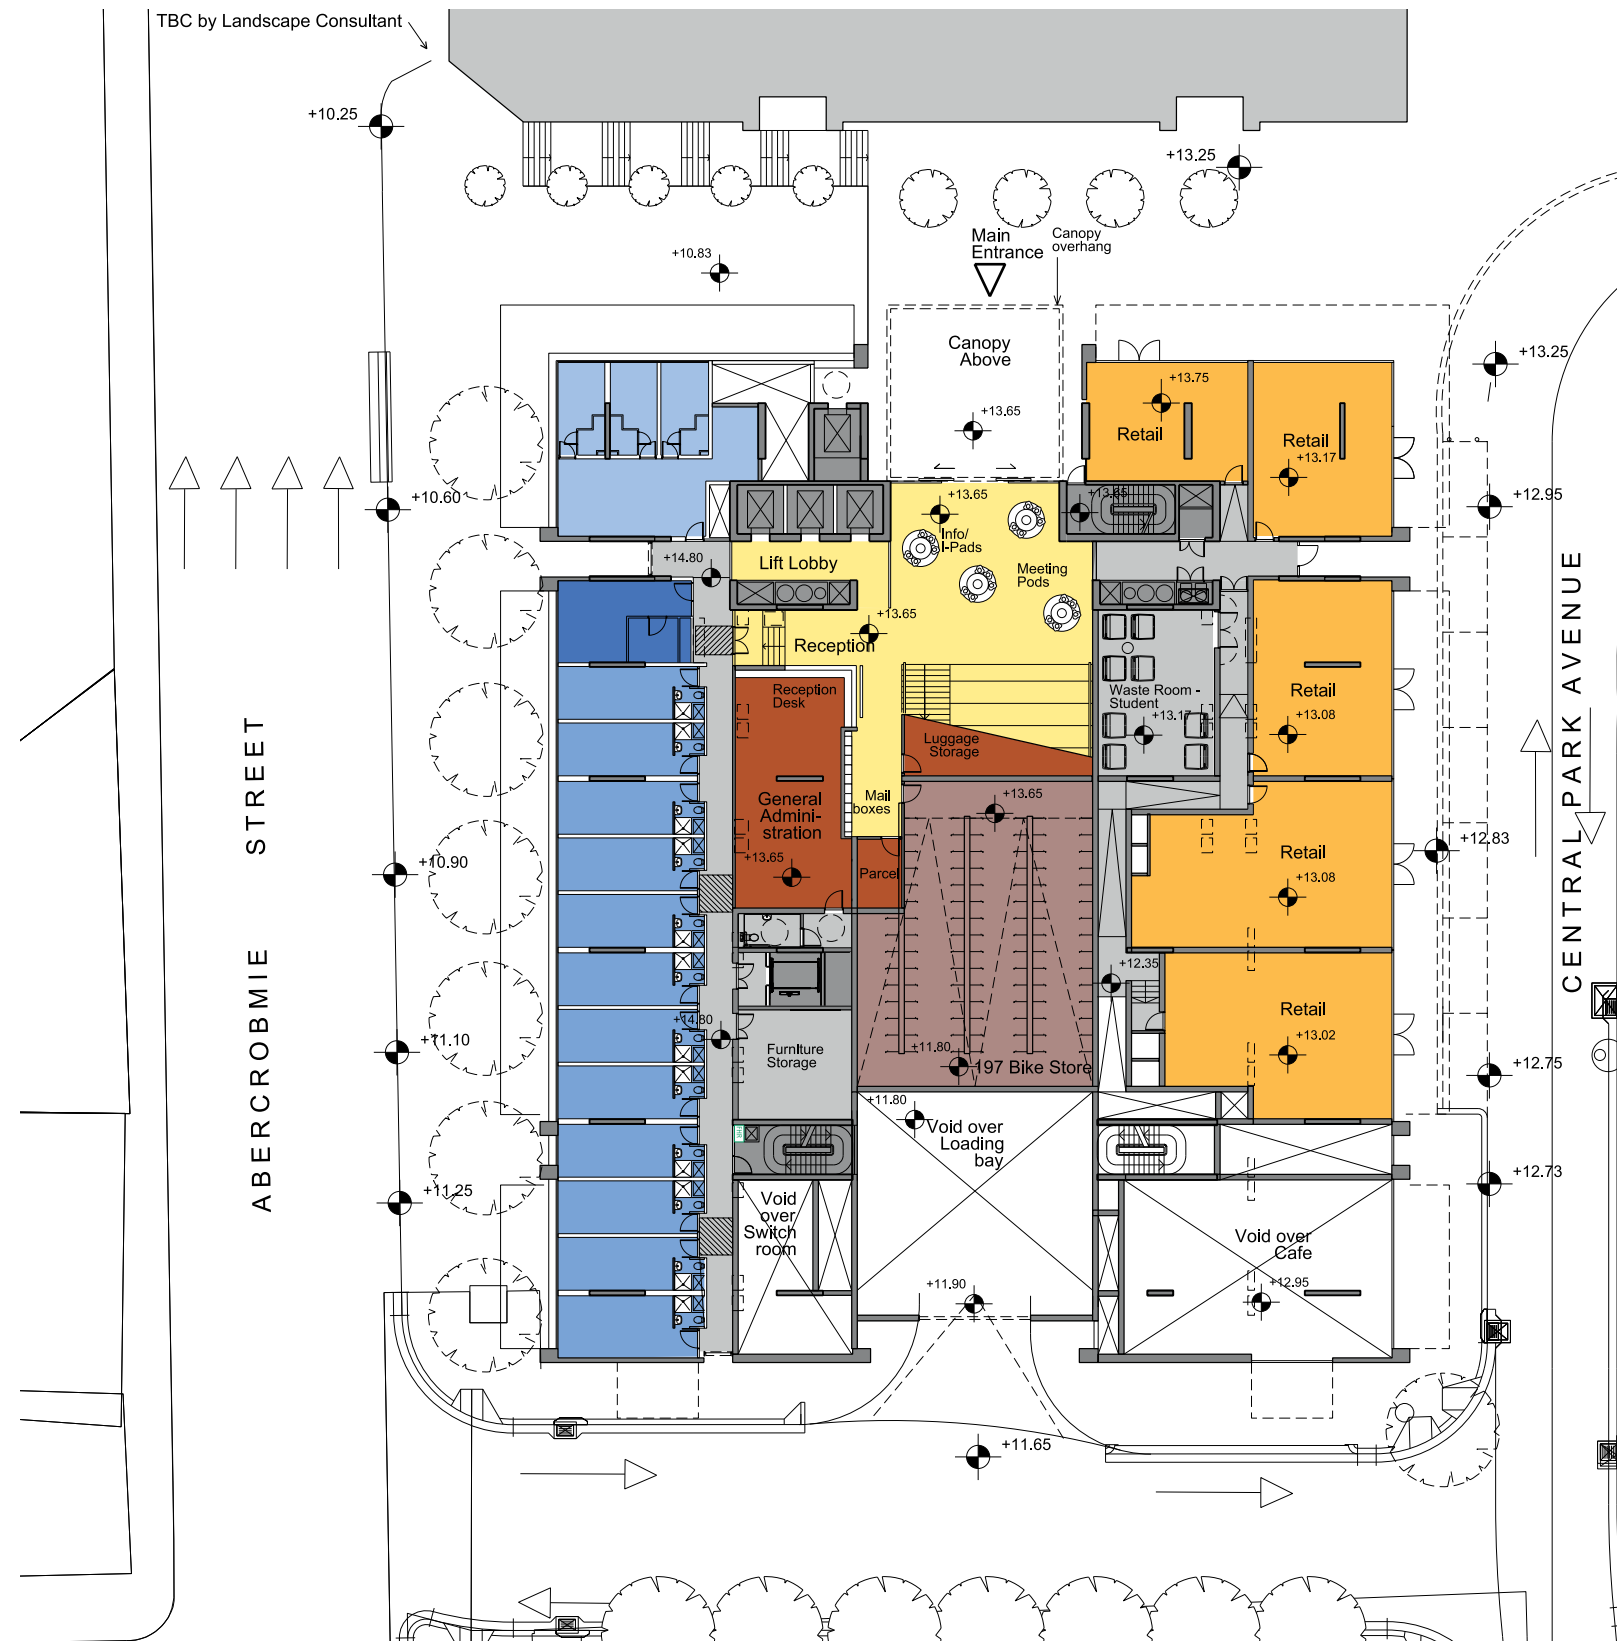 TBC by Landscape Consultant
+10.25
+13.25
Main
Entrance
Canopy
overhang
+10.83
Canopy
Above
+13.65
+13.75
Retail
Retail
+13.17
+13.25
+12.95
+10.60
+13.65
+13.65
Info/
I-Pads
Meeting
Pods
Lift Lobby
+14.80
+13.65
Reception
Reception
Desk
Luggage
Storage
Waste Room -
Student
+13.17
Retail
+13.08
General
Admini-
stration
+13.65
Mail
boxes
Parcel
+13.65
Retail
+13.08
+12.83
+10.90
ABERCROBMIE STREET
CENTRAL PARK AVENUE
+12.35
Retail
+13.02
+14.80
Furniture
Storage
+11.80
197 Bike Store
+11.10
+12.75
+11.80
Void over
Loading
bay
HR
+11.25
+12.73
Void
over
Switch
room
Void over
Cafe
+12.95
+11.90
+11.65